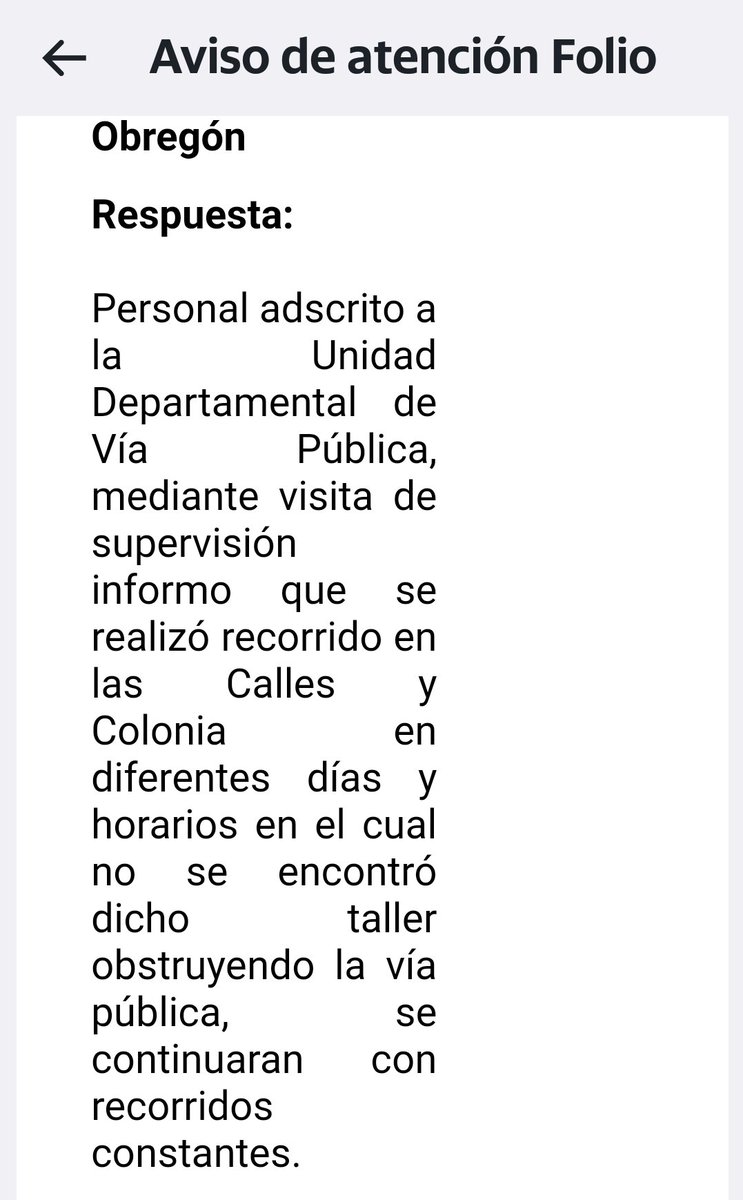 Aviso de atención Folio
Obregón
Respuesta:
Personal adscrito a
la Unidad
Departamental de
Vía Pública,
mediante visita de
supervisión
informo que se
realizó recorrido en
las Calles y
Colonia en
diferentes días y
horarios en el cual
no se encontró
dicho taller
obstruyendo la vía
pública, se
continuaran con
recorridos
constantes.